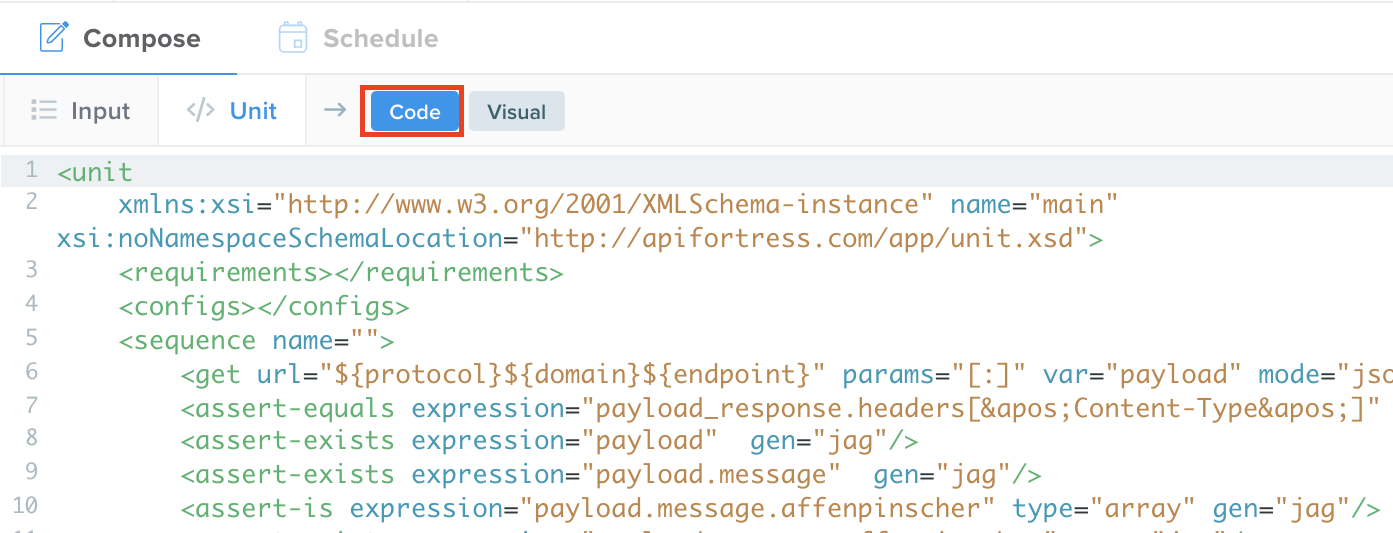 Compose Schedule
Input </> Unit → Code Visual
1 <unit
2 xmlns:xsi="http://www.w3.org/2001/XMLSchema-instance" name="main"
xsi:noNamespaceSchemaLocation="http://apifortress.com/app/unit.xsd">
3 <requirements></requirements>
4 <configs></configs>
5 <sequence name="">
6 <get url="${protocol}${domain}${endpoint}" params="[:]" var="payload" mode="jso
7 <assert-equals expression="payload_response.headers[&apos;Content-Type&apos;]"
8 <assert-exists expression="payload"  gen="jag"/>
9 <assert-exists expression="payload.message"  gen="jag"/>
10 <assert-is expression="payload.message.affenpinscher" type="array" gen="jag"/>